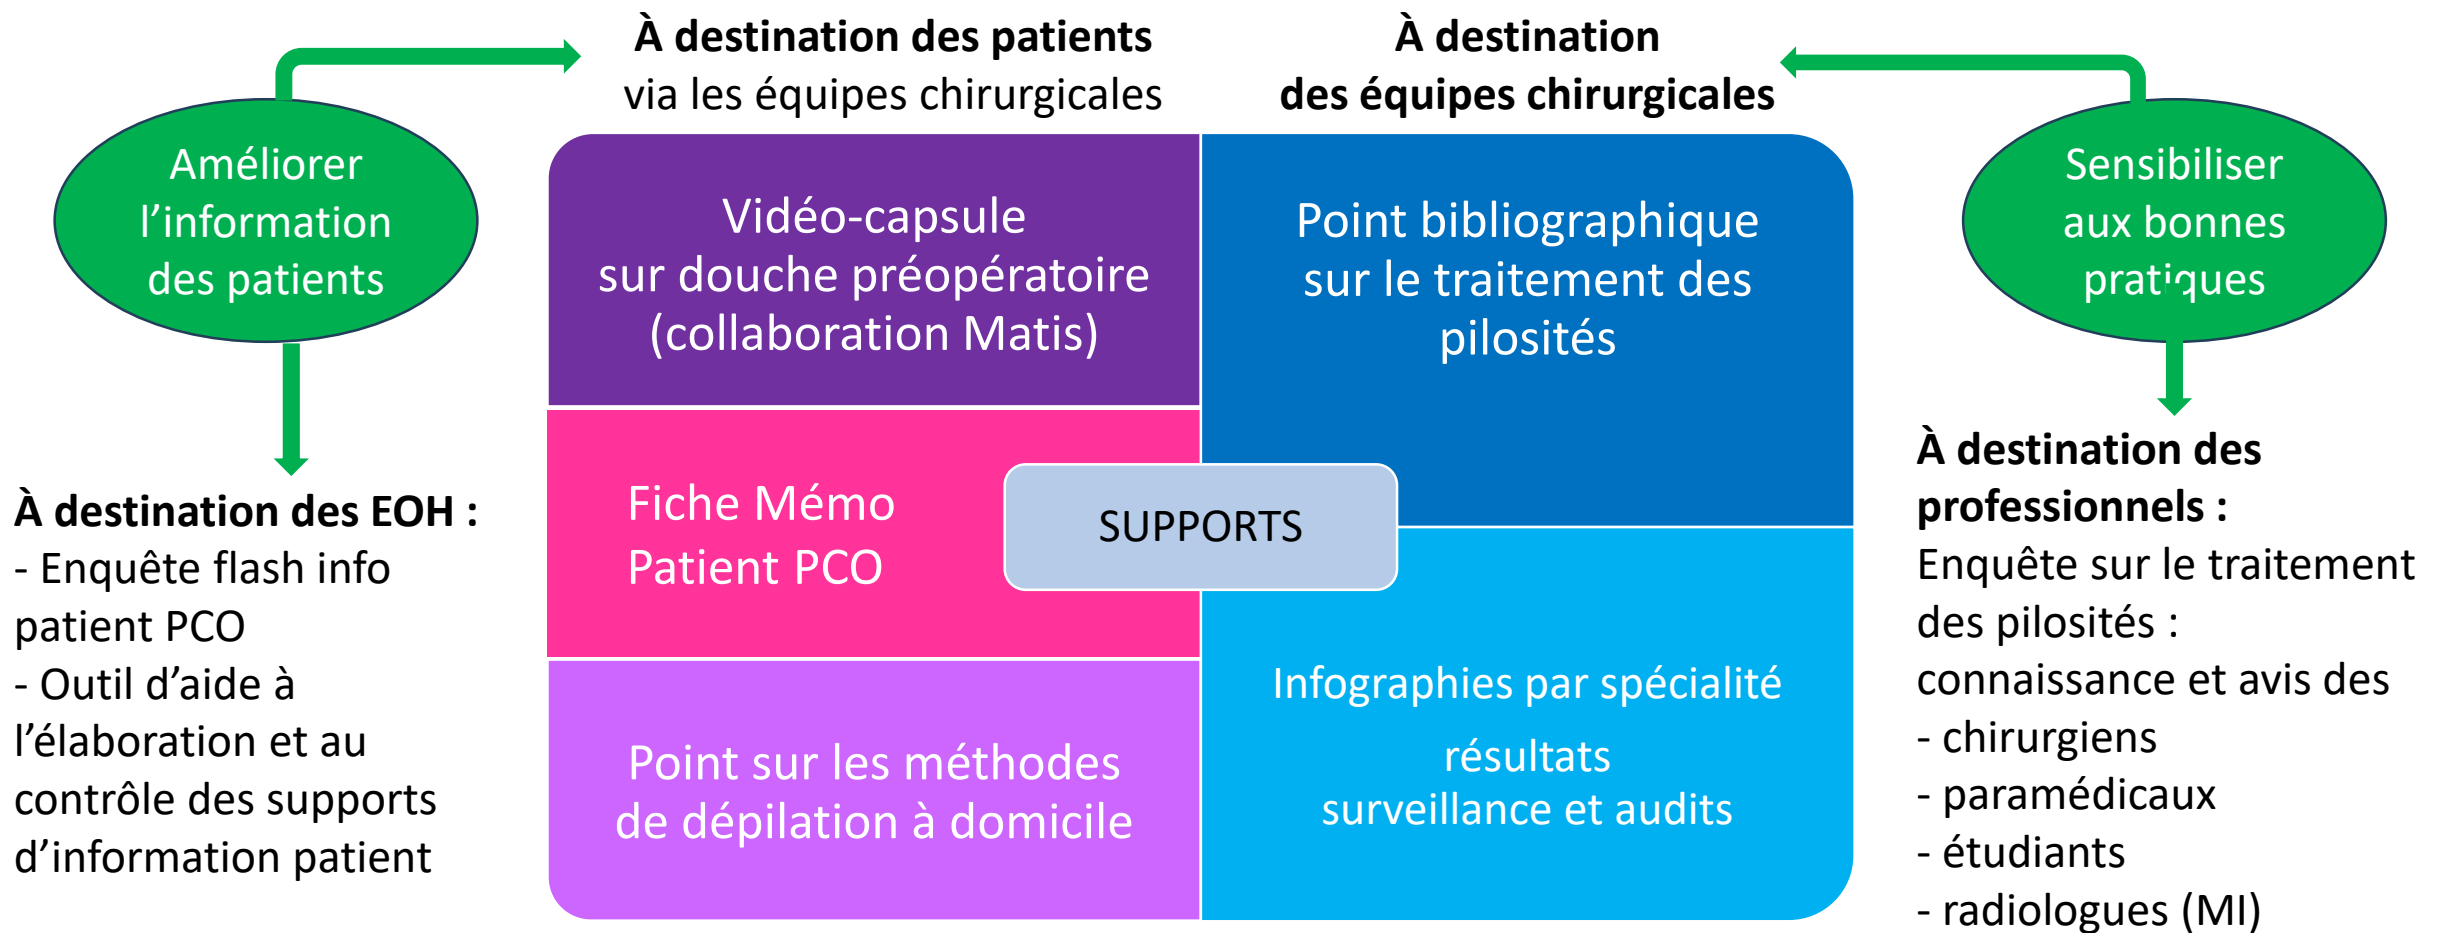 À destination des patients
via les équipes chirurgicales
À destination
des équipes chirurgicales
Améliorer
l’information
des patients
Vidéo-capsule
sur douche préopératoire
(collaboration Matis)
Point bibliographique
sur le traitement des
pilosités
Sensibiliser
aux bonnes
pratiques
Fiche Mémo
Patient PCO
SUPPORTS
À destination des EOH :
- Enquête flash info
patient PCO
- Outil d’aide à
l’élaboration et au
contrôle des supports
d’information patient
Point sur les méthodes
de dépilation à domicile
Infographies par spécialité
résultats
surveillance et audits
À destination des
professionnels :
Enquête sur le traitement
des pilosités :
connaissance et avis des
- chirurgiens
- paramédicaux
- étudiants
- radiologues (MI)